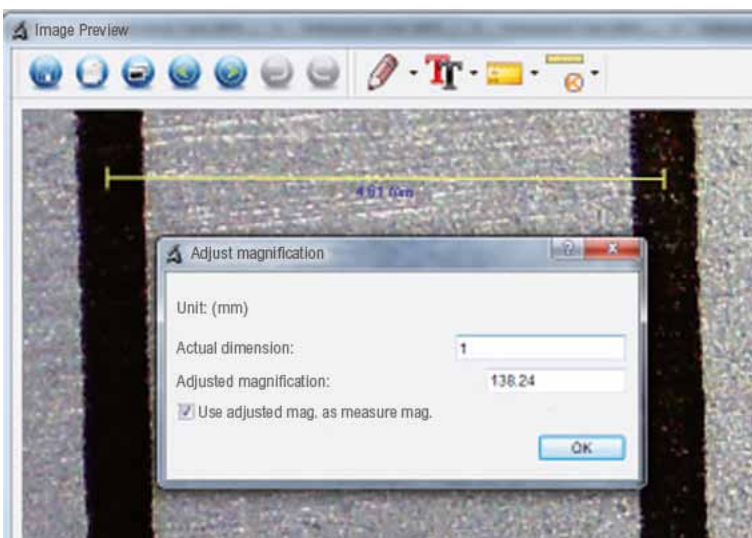 Image Preview
TT
Adjust magnification
Unit: (mm)
Actual dimension: 1
Adjusted magnification: 138.24
Use adjusted mag. as measure mag.
OK